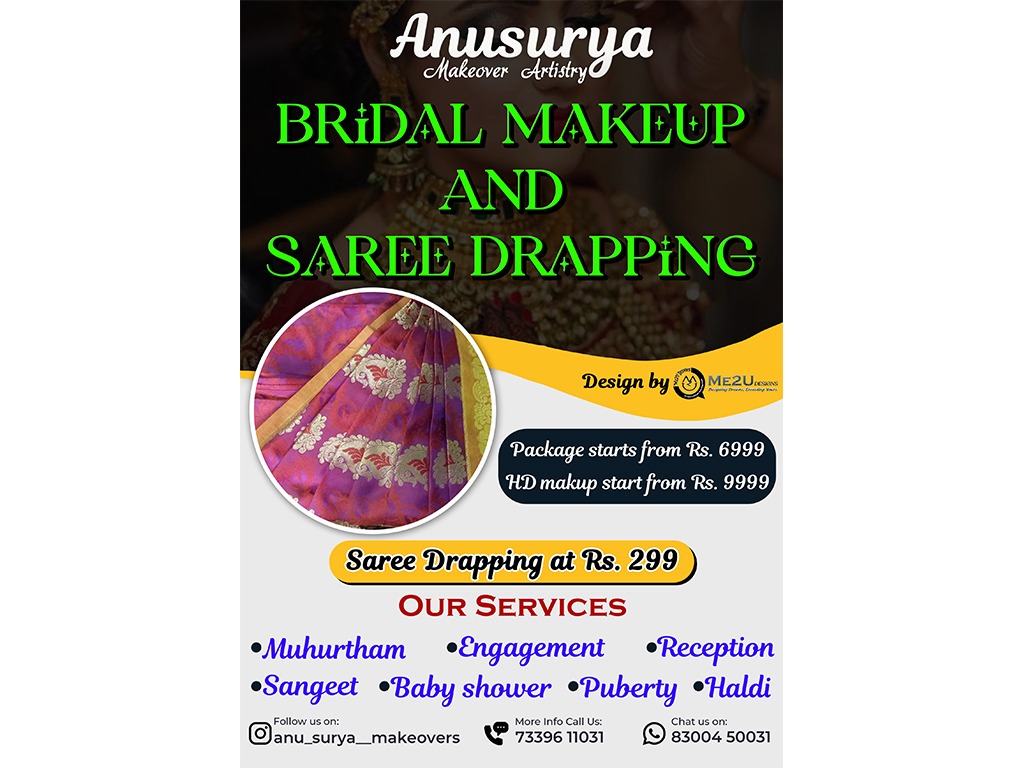 Anusurya
Makeover Artistry
BRIDAL MAKEUP
AND
SAREE DRAPPING
Design by ME2U DESIGNS
Package starts from Rs. 6999
HD makup start from Rs. 9999
Saree Drapping at Rs. 299
OUR SERVICES
•Muhurtham •Engagement •Reception
•Sangeet •Baby shower •Puberty •Haldi
Follow us on: More Info Call Us: Chat us on:
anu_surya__makeovers 73396 11031 83004 50031